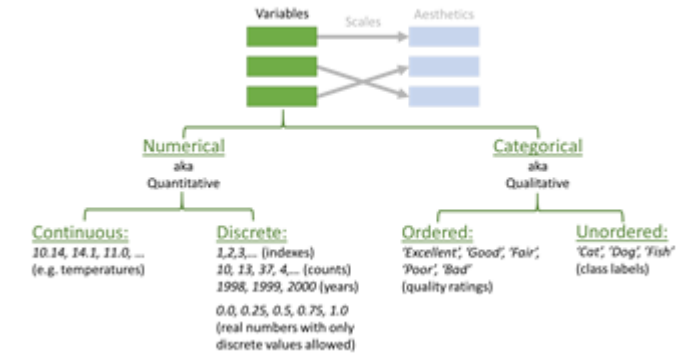 Variables
Scales
Aesthetics
Numerical
aka
Quantitative
Categorical
aka
Qualitative
Continuous:
10.14, 14.1, 11.0, ...
(e.g. temperatures)
Discrete:
1,2,3,... (indexes)
10, 13, 37, 4,... (counts)
1998, 1999, 2000 (years)
0.0, 0.25, 0.5, 0.75, 1.0
(real numbers with only
discrete values allowed)
Ordered:
‘Excellent’, ‘Good’, ‘Fair’,
‘Poor’, ‘Bad’
(quality ratings)
Unordered:
‘Cat’, ‘Dog’, ‘Fish’
(class labels)